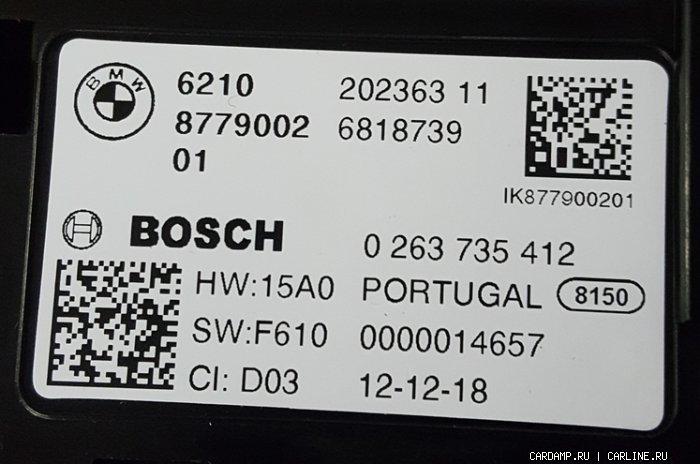 BMW
6210 202363 11
8779002 6818739
01
IK877900201
BOSCH 0 263 735 412
HW:15A0 PORTUGAL 8150
SW:F610 0000014657
CI: D03 12-12-18
CARDAMP.RU | CARLINE.RU